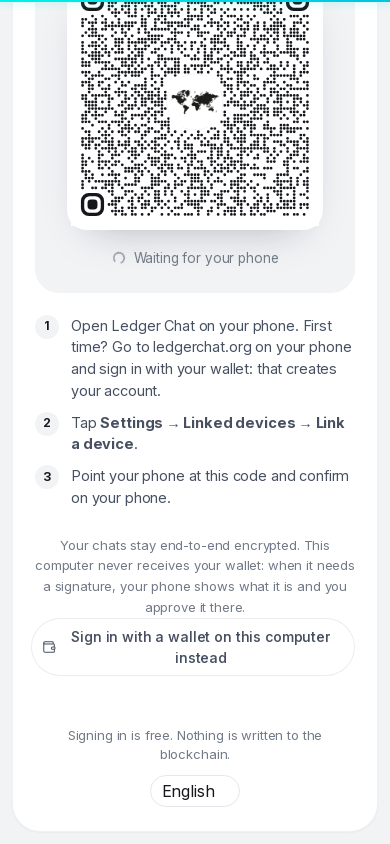 Waiting for your phone
1 Open Ledger Chat on your phone. First
time? Go to ledgerchat.org on your phone
and sign in with your wallet: that creates
your account.
2 Tap Settings → Linked devices → Link
a device.
3 Point your phone at this code and confirm
on your phone.
Your chats stay end-to-end encrypted. This
computer never receives your wallet: when it needs
a signature, your phone shows what it is and you
approve it there.
Sign in with a wallet on this computer
instead
Signing in is free. Nothing is written to the
blockchain.
English